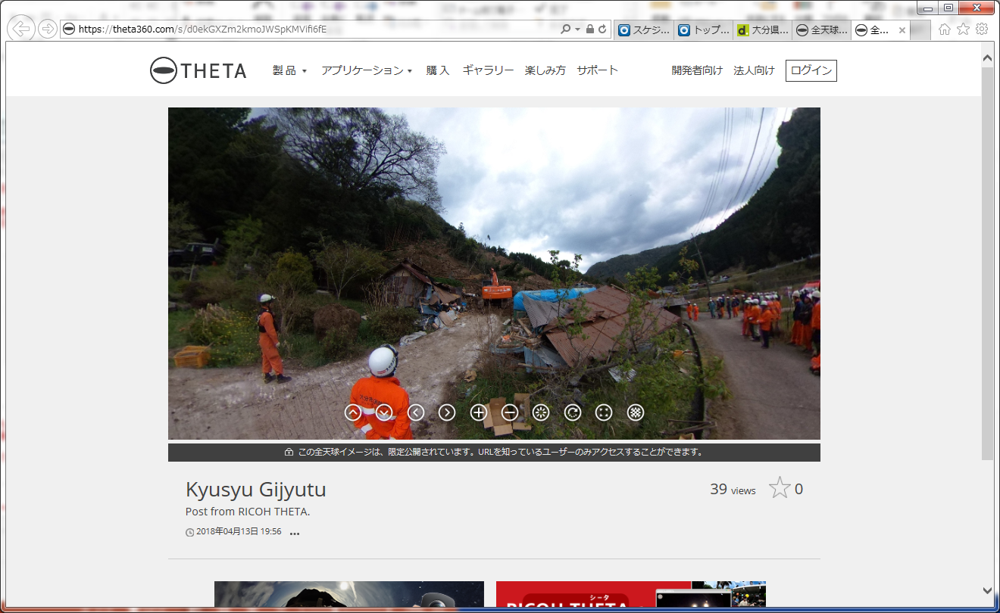 https://theta360.com/s/d0ekGXZm2kmoJWSpKMVifi6fE
スケジ... トップ... 大分県... 全天球... 全...
THETA 製品 アプリケーション 購入 ギャラリー 楽しみ方 サポート 開発者向け 法人向け ログイン
この全天球イメージは、限定公開されています。URLを知っているユーザーのみアクセスすることができます。
Kyusyu Gijyutu
39 views 0
Post from RICOH THETA.
2018年04月13日 19:56 ...
シータ
RICOH THETA